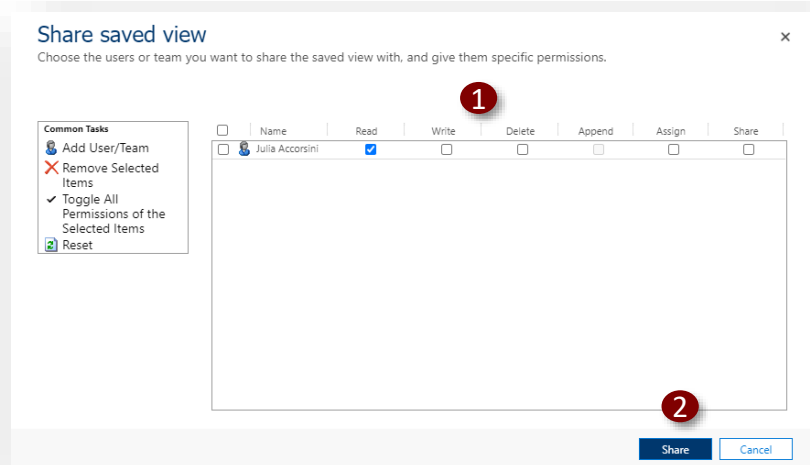 Share saved view
Choose the users or team you want to share the saved view with, and give them specific permissions.
1
Common Tasks
Add User/Team
Remove Selected
Items
Toggle All
Permissions of the
Selected Items
Reset
Name Read Write Delete Append Assign Share
Julia Accorsini
2
Share Cancel